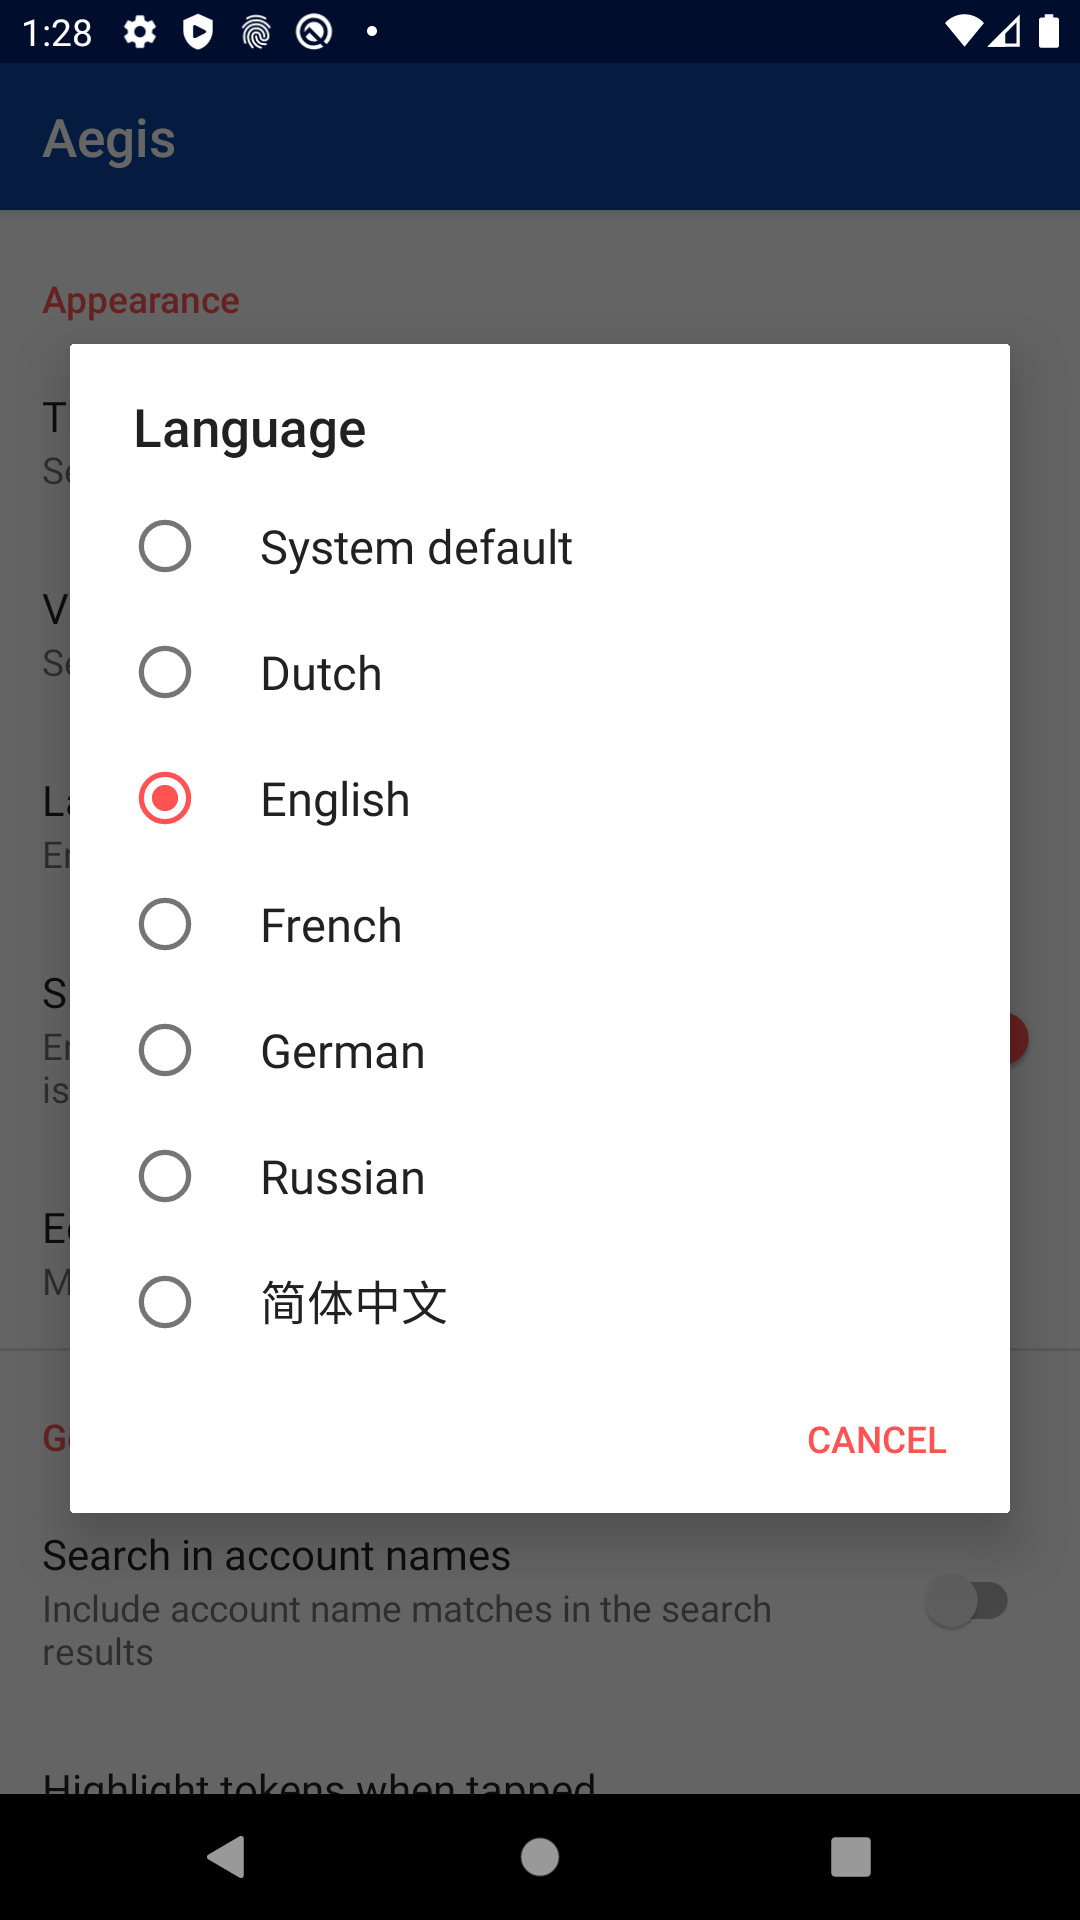 1:28
Aegis
Appearance
Language
System default
Dutch
English
French
German
Russian
简体中文
CANCEL
Search in account names
Include account name matches in the search
results
Highlight tokens when tapped